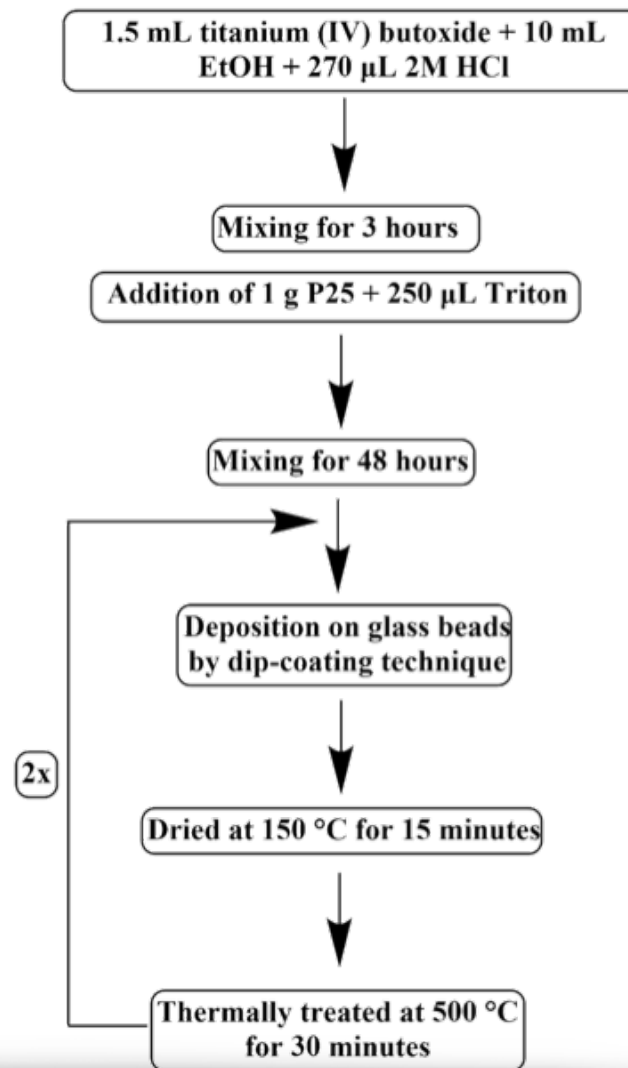 1.5 mL titanium (IV) butoxide + 10 mL
EtOH + 270 µL 2M HCl
Mixing for 3 hours
Addition of 1 g P25 + 250 µL Triton
Mixing for 48 hours
Deposition on glass beads
by dip-coating technique
2x
Dried at 150 °C for 15 minutes
Thermally treated at 500 °C
for 30 minutes